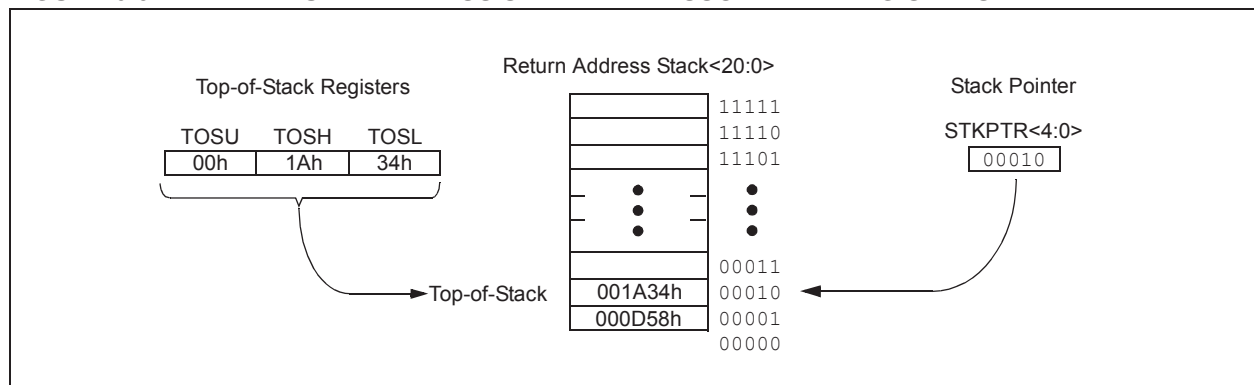 Return Address Stack<20:0>
Top-of-Stack Registers
Stack Pointer
TOSU TOSH TOSL
STKPTR<4:0>
00h 1Ah 34h
00010
11111
11110
11101
00011
Top-of-Stack 001A34h 00010
000D58h 00001
00000